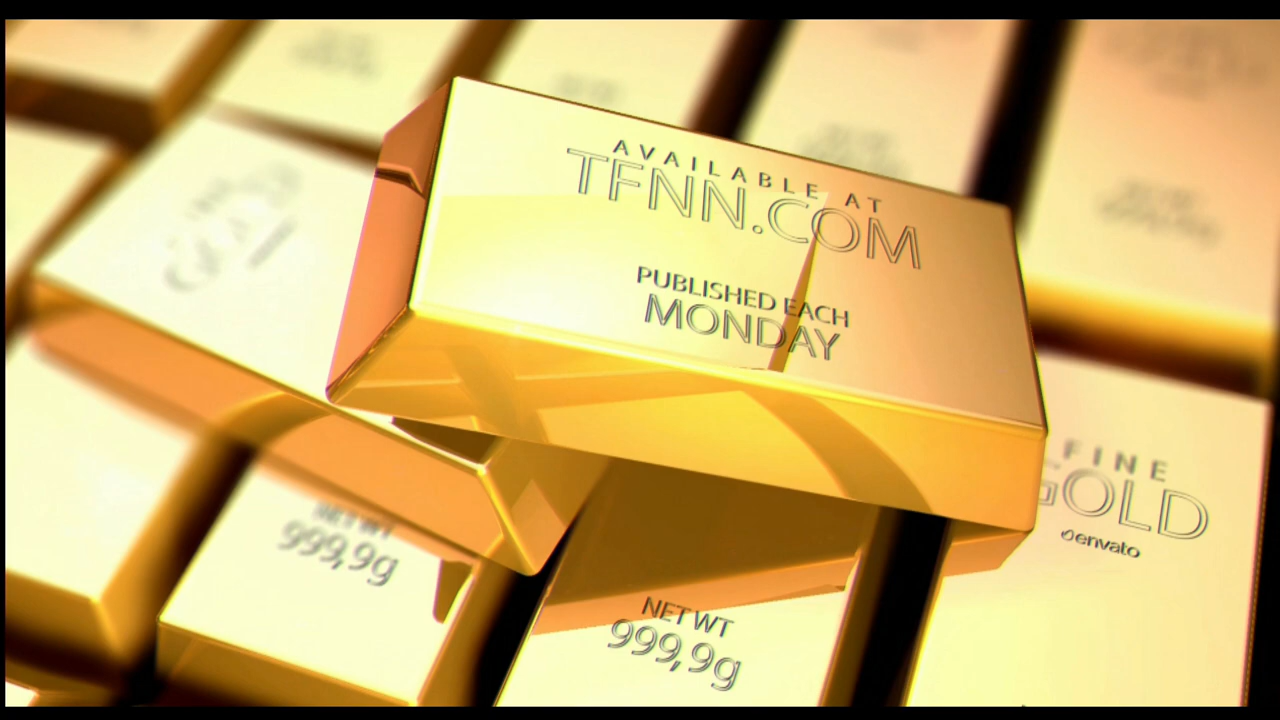 AVAILABLE AT
TFNN.COM
PUBLISHED EACH
MONDAY
FINE
GOLD
envato
NET WT
999,9g
NET WT
999,9g